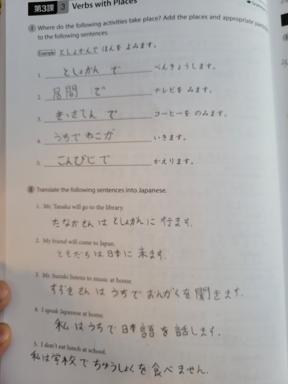 第3課 3 Verbs with Places
A Where do the following activities take place? Add the places and appropriate
to the following sentences.
Example としょかんで ほんを よみます。
1. としょかん で べんきょうします。
2. 居間 で テレビを みます。
3. きっさてん で コーヒーを のみます。
4. うちで ねこが いきます。
5. こんびじで かえります。
B Translate the following sentences into Japanese.
1. Mr. Tanaka will go to the library.
たなかさんは としょかんに 行ます.
2. My friend will come to Japan.
ともだちは 日本に 来ます.
3. Mr. Suzuki listens to music at home.
すずきさんは うちで おんがくを 聞きます.
4. I speak Japanese at home.
私はうちで日本語を話します.
5. I don't eat lunch at school.
私は学校でちゅうしょくを食べません.